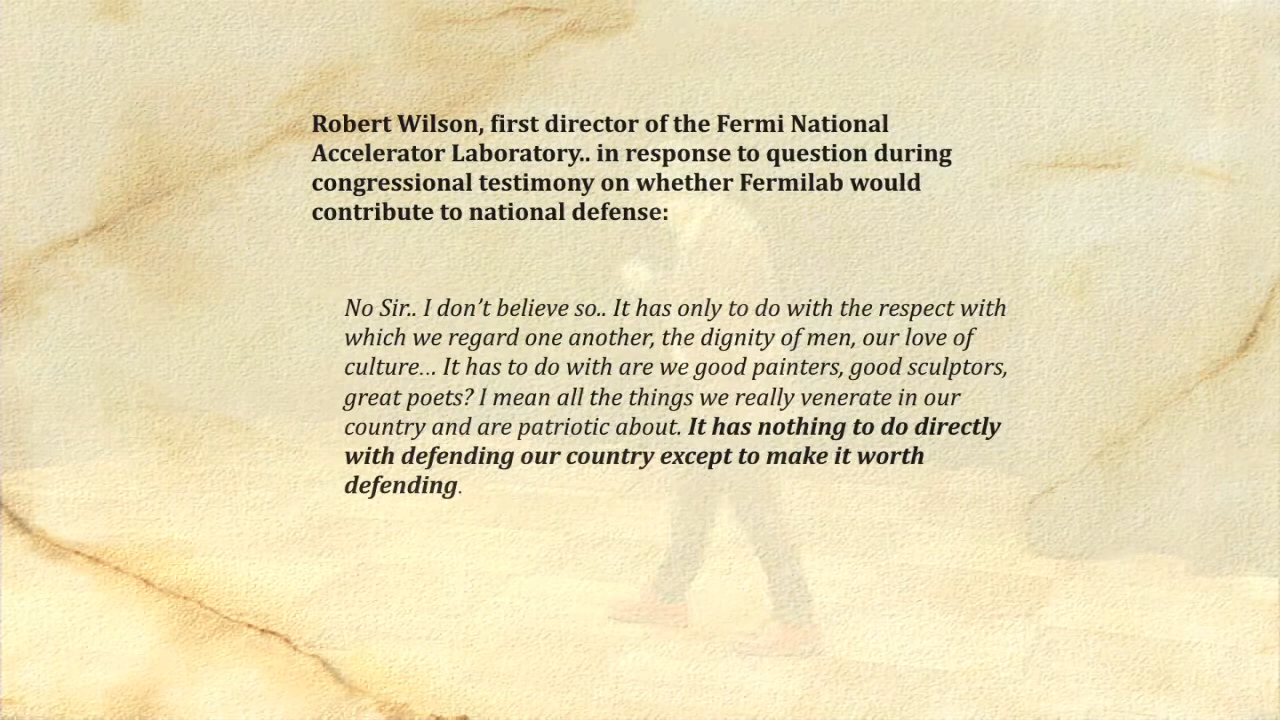 Robert Wilson, first director of the Fermi National
Accelerator Laboratory.. in response to question during
congressional testimony on whether Fermilab would
contribute to national defense:
No Sir.. I don’t believe so.. It has only to do with the respect with
which we regard one another, the dignity of men, our love of
culture… It has to do with are we good painters, good sculptors,
great poets? I mean all the things we really venerate in our
country and are patriotic about. It has nothing to do directly
with defending our country except to make it worth
defending.